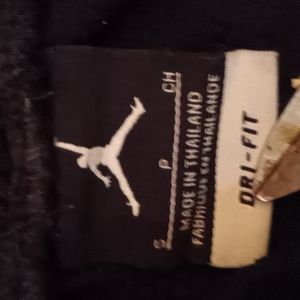 S P CH
MADE IN THAILAND
FABRIQUE EN THAILANDE
DRI-FIT